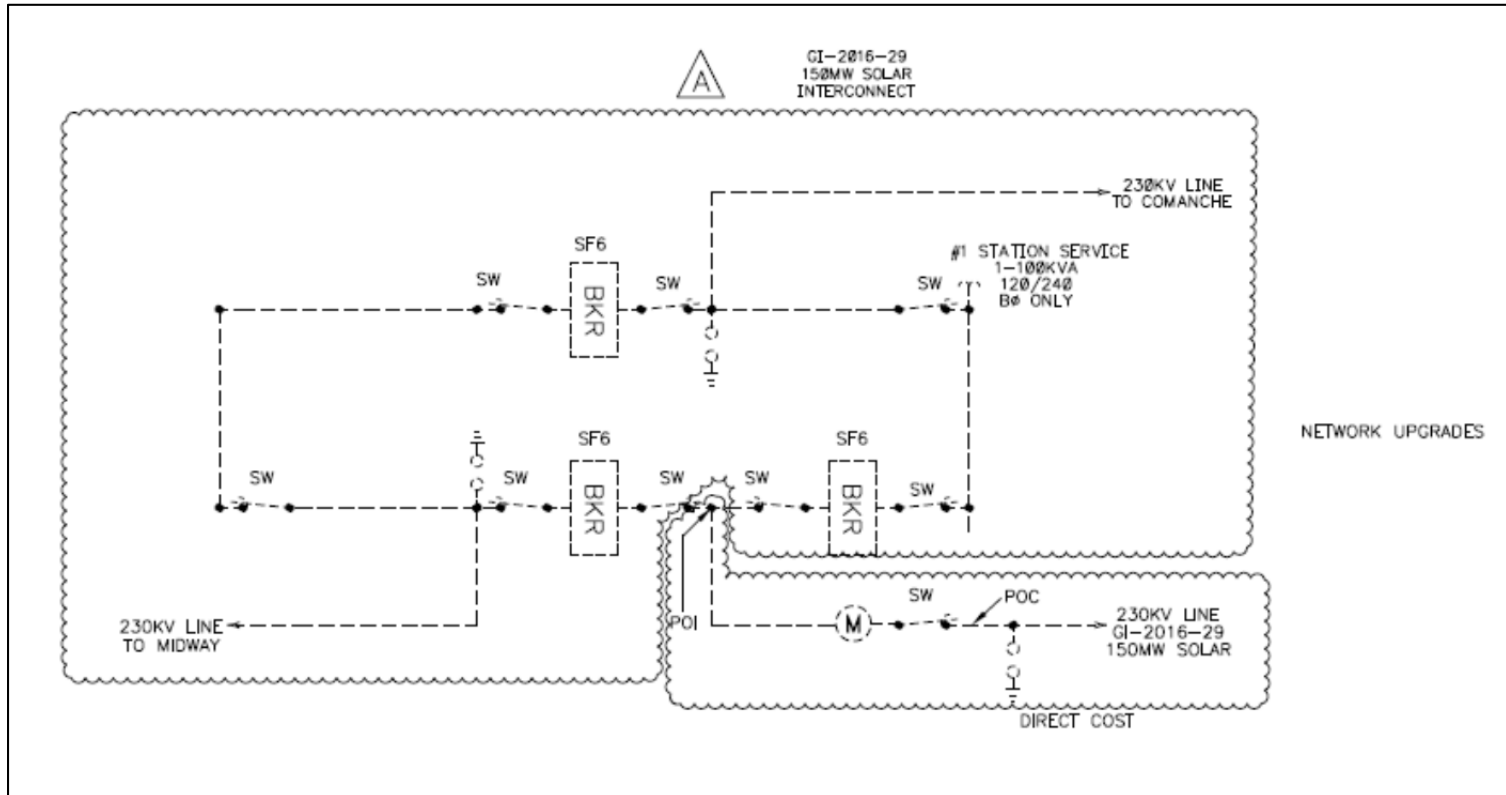 GI-2016-29
150MW SOLAR
INTERCONNECT
A
230KV LINE
TO COMANCHE
SF6
#1 STATION SERVICE
1-100KVA
120/240
BØ ONLY
SW
SW
SW
BKR
NETWORK UPGRADES
SF6
SF6
SW
SW
SW
SW
SW
BKR
BKR
230KV LINE
TO MIDWAY
POI
M
SW
POC
230KV LINE
GI-2016-29
150MW SOLAR
DIRECT COST